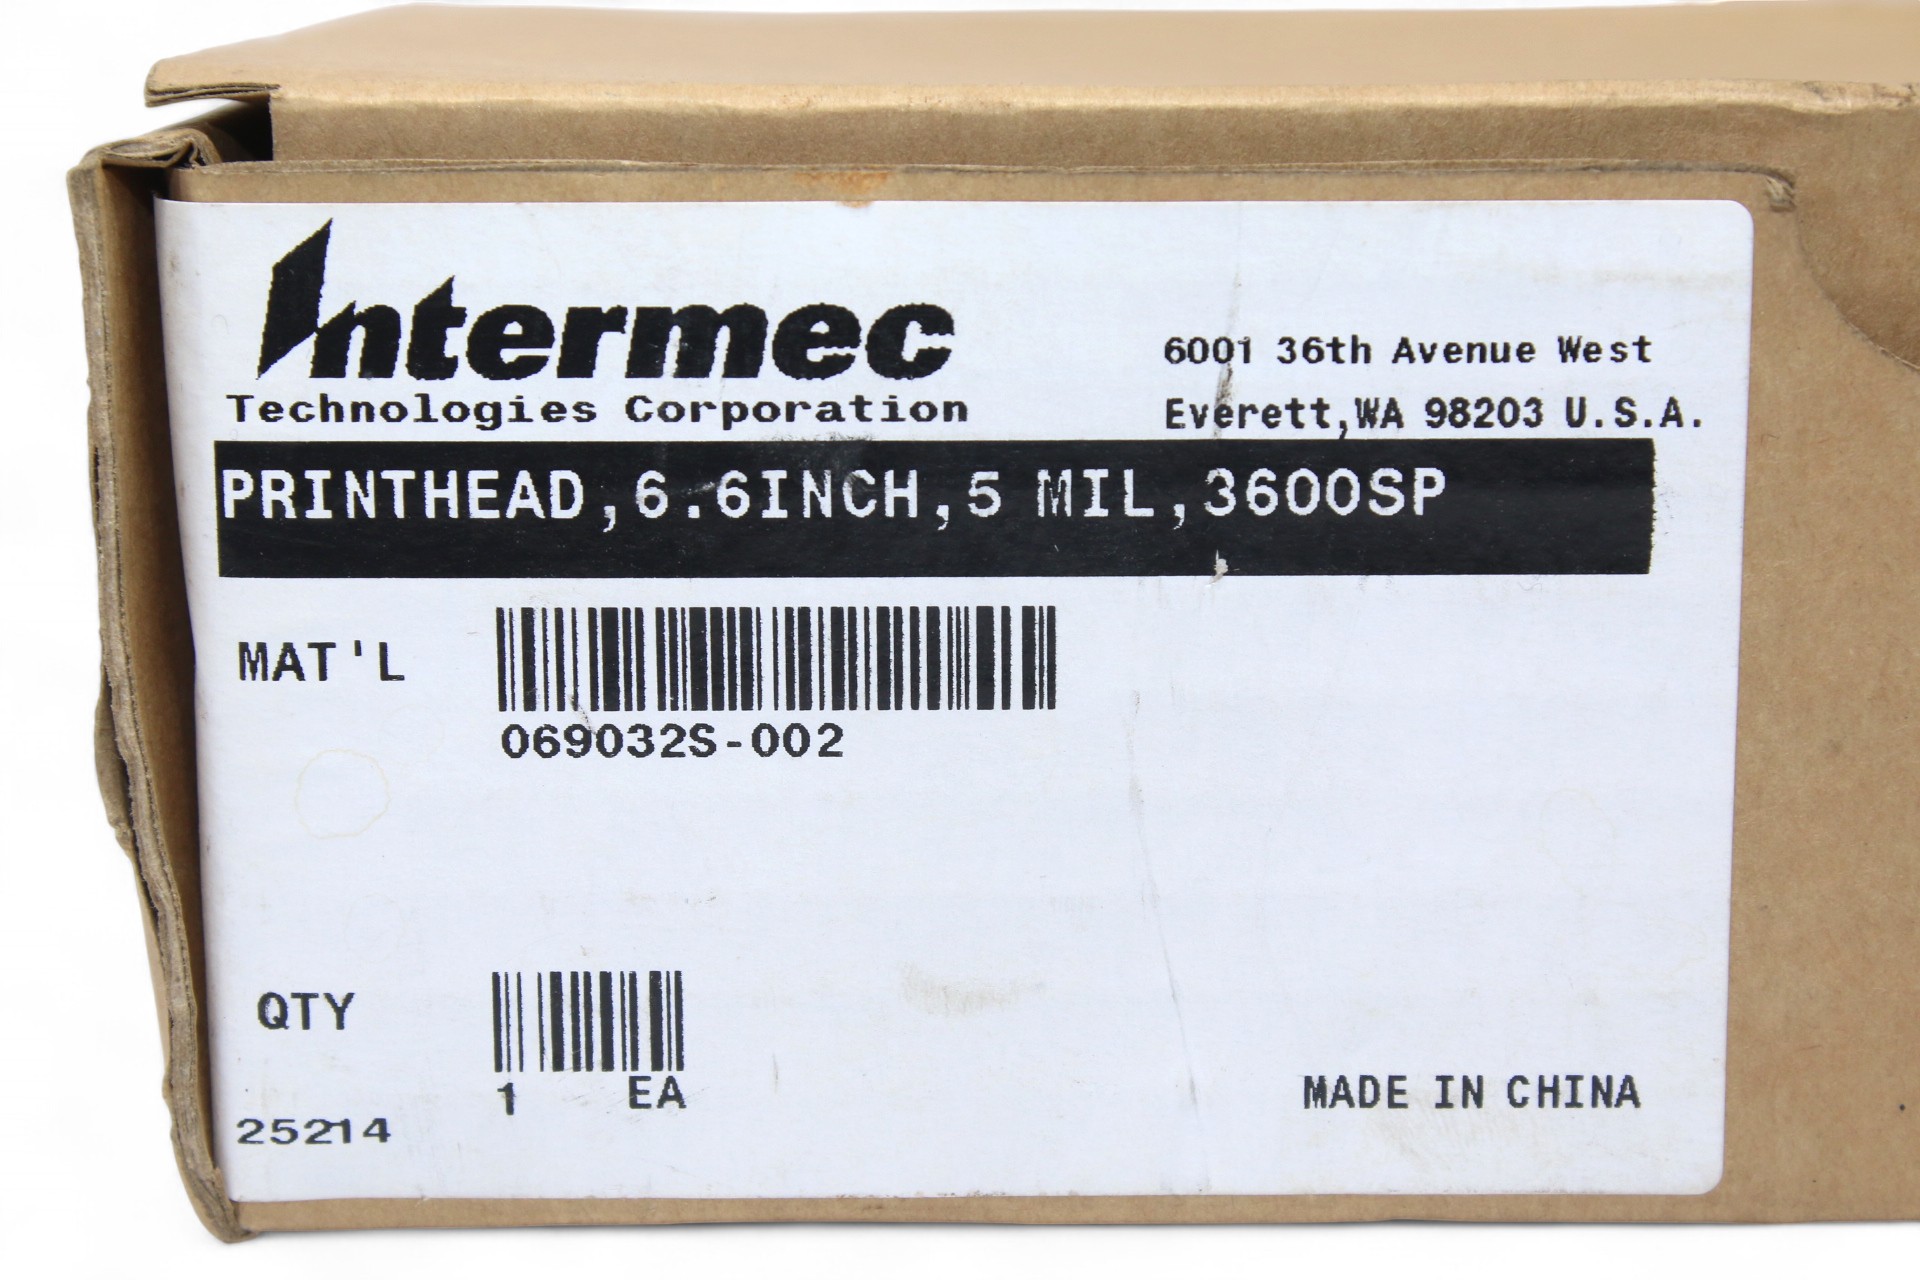 Intermec
Technologies Corporation
6001 36th Avenue West
Everett,WA 98203 U.S.A.
PRINTHEAD,6.6INCH,5 MIL,3600SP
MAT'L
069032S-002
QTY
1 EA
25214
MADE IN CHINA